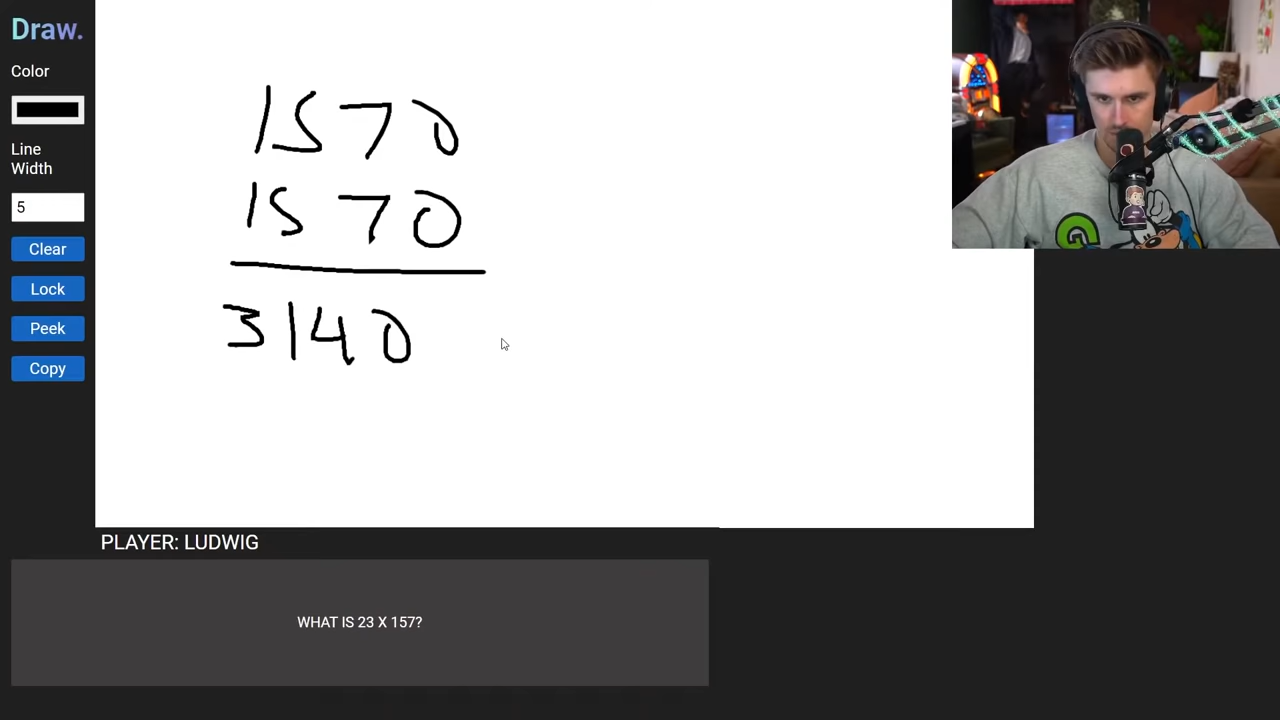 Draw.
Color
Line
Width
5
Clear
Lock
Peek
Copy
1570
1570
3140
PLAYER: LUDWIG
WHAT IS 23 X 157?